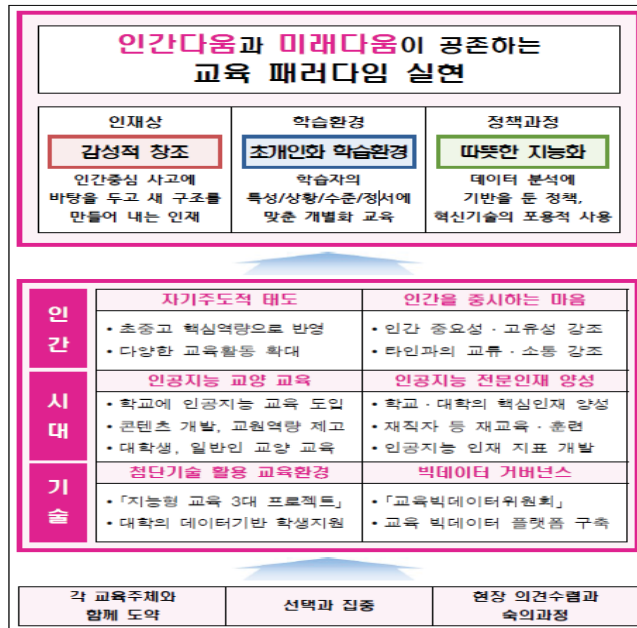 인간다움과 미래다움이 공존하는
교육 패러다임 실현
인재상
감성적 창조
인간중심 사고에
바탕을 두고 새 구조를
만들어 내는 인재
학습환경
초개인화 학습환경
학습자의
특성/상황/수준/정서에
맞춘 개별화 교육
정책과정
따뜻한 지능화
데이터 분석에
기반을 둔 정책,
혁신기술의 포용적 사용
인간
자기주도적 태도
• 초중고 핵심역량으로 반영
• 다양한 교육활동 확대
인간을 중시하는 마음
• 인간 중요성 · 고유성 강조
• 타인과의 교류 · 소통 강조
시대
인공지능 교양 교육
• 학교에 인공지능 교육 도입
• 콘텐츠 개발, 교원역량 제고
• 대학생, 일반인 교양 교육
인공지능 전문인재 양성
• 학교 · 대학의 핵심인재 양성
• 재직자 등 재교육 · 훈련
• 인공지능 인재 지표 개발
기술
첨단기술 활용 교육환경
•「지능형 교육 3대 프로젝트」
• 대학의 데이터기반 학생지원
빅데이터 거버넌스
•「교육빅데이터위원회」
• 교육 빅데이터 플랫폼 구축
각 교육주체와
함께 도약
선택과 집중
현장 의견수렴과
숙의과정